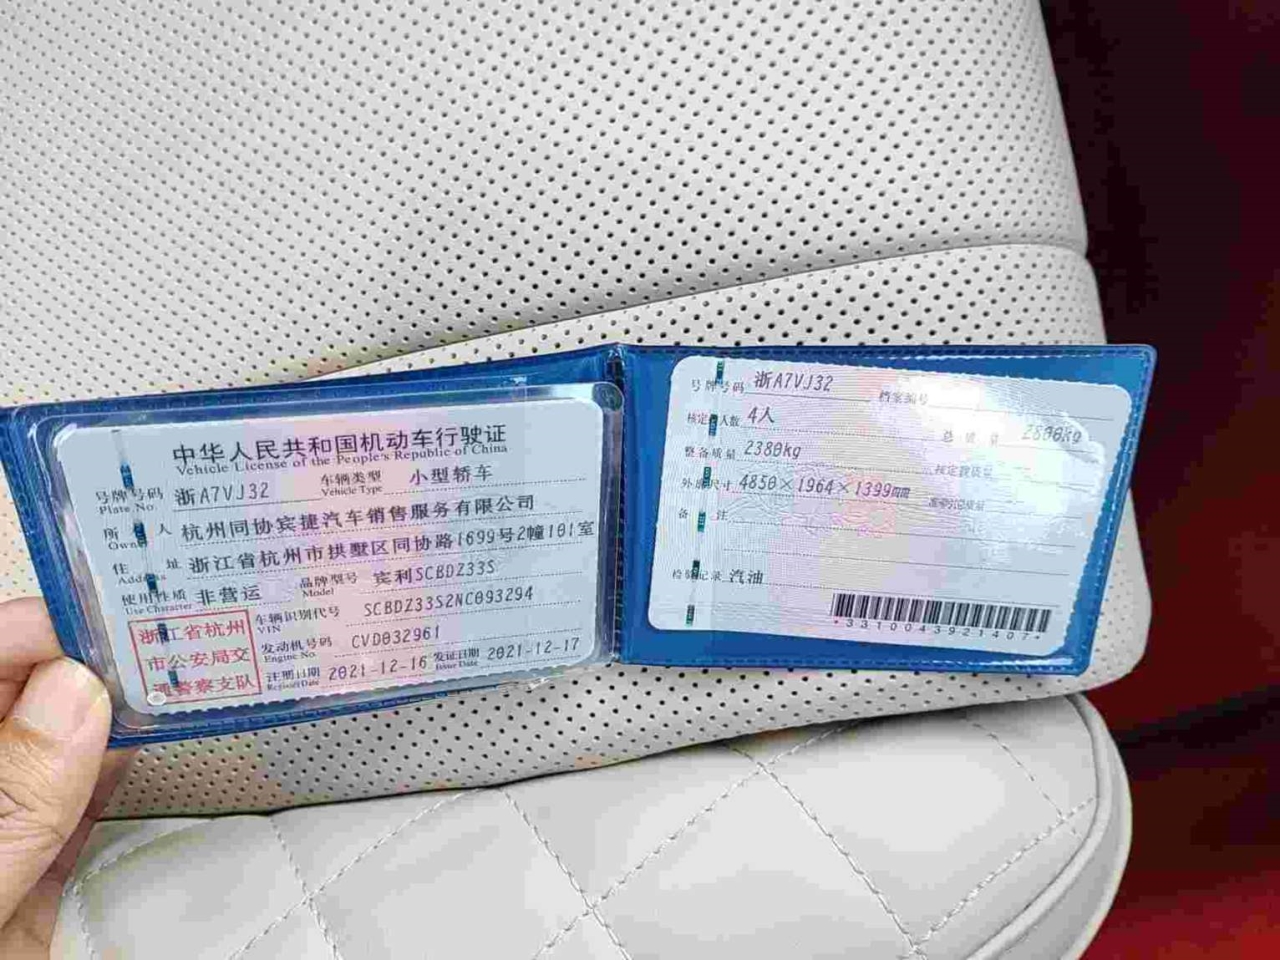 中华人民共和国机动车行驶证
Vehicle License of the People's Republic of China
号牌号码 浙A7VJ32 车辆类型 小型轿车
Plate No. Vehicle Type
所 人 杭州同协宾捷汽车销售服务有限公司
Owner
住 址 浙江省杭州市拱墅区同协路1699号2幢101室
Address
使用性质 非营运 品牌型号 宾利SCBDZ33S
Use Character Model
浙江省杭州
市公安局交
通警察支队
车辆识别代号 SCBDZ33S2NC093294
VIN
发动机号码 CVD032961
Engine No.
注册日期 2021-12-16 发证日期 2021-12-17
Register Date Issue Date
号牌号码 浙A7VJ32 档案编号
核定 人数 4人 总 质 量 2800kg
整备质量 2380kg 核定载质量
外廓尺寸 4850×1964×1399mm
备 注
检验记录 汽油
*3310043921407*